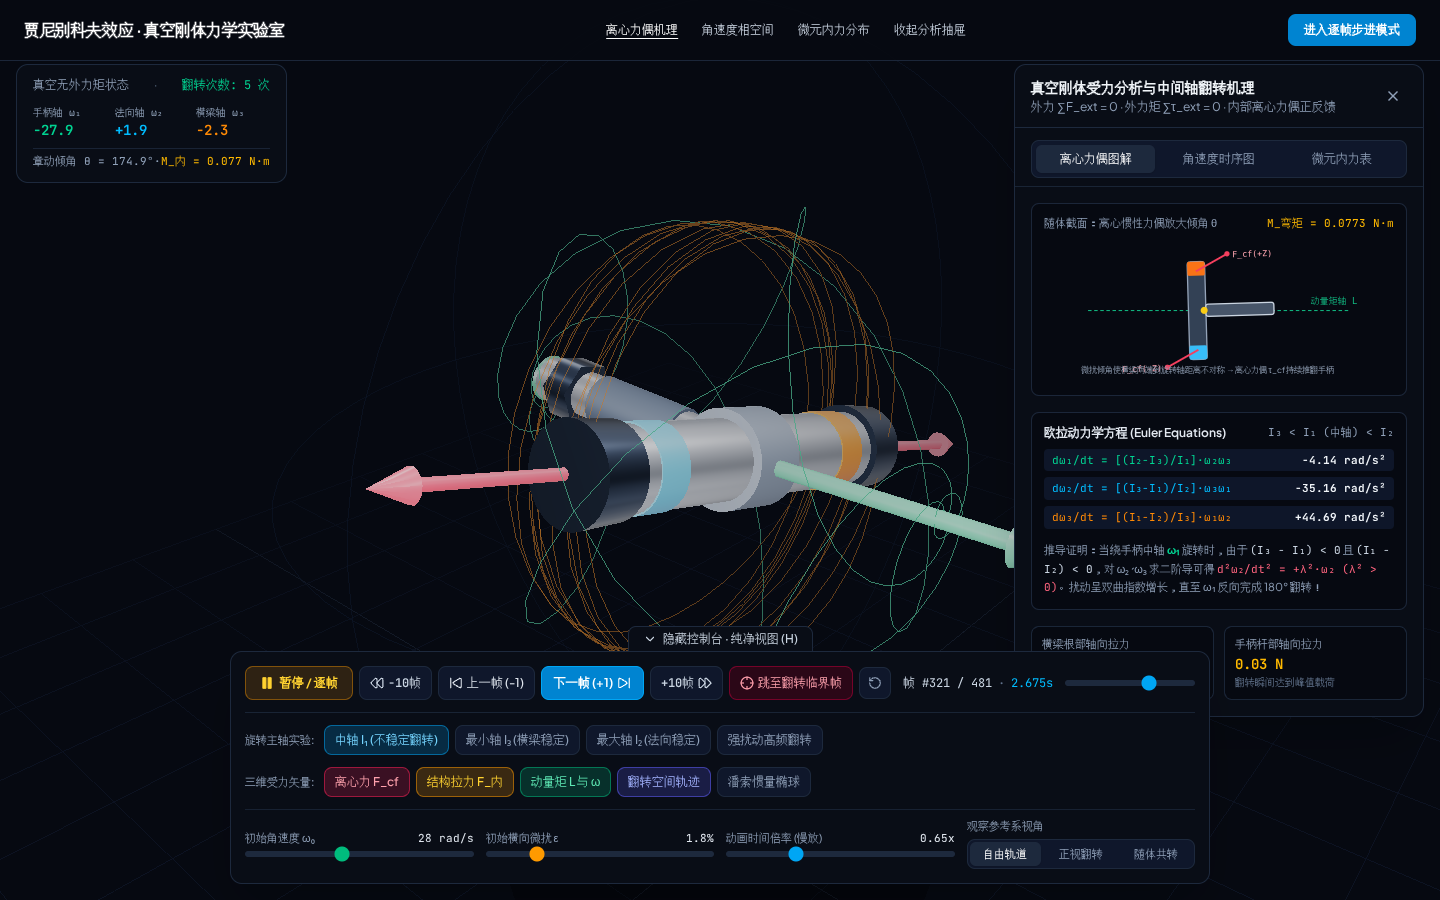 贾尼别科夫效应 · 真空刚体力学实验室
离心力偶机理
角速度相空间
微元内力分布
收起分析抽屉
进入逐帧步进模式
真空无外力矩状态 · 翻转次数: 5 次
手柄轴 ω₁ 法向轴 ω₂ 横梁轴 ω₃
-27.9 +1.9 -2.3
章动倾角 θ = 174.9°· M_内 = 0.077 N·m
真空刚体受力分析与中间轴翻转机理
外力 ∑F_ext = 0 · 外力矩 ∑τ_ext = 0 · 内部离心力偶正反馈
离心力偶图解 角速度时序图 微元内力表
随体截面：离心惯性力偶放大倾角 θ M_弯矩 = 0.0773 N·m
F_cf(+Z)
动量矩轴 L
欧拉动力学方程 (Euler Equations) I₃ < I₁ (中轴) < I₂
dω₁/dt = [(I₂-I₃)/I₁]·ω₂ω₃ -4.14 rad/s²
dω₂/dt = [(I₃-I₁)/I₂]·ω₃ω₁ -35.16 rad/s²
dω₃/dt = [(I₁-I₂)/I₃]·ω₁ω₂ +44.69 rad/s²
推导证明：当绕手柄中轴 ω₁ 旋转时，由于 (I₃ - I₁) < 0 且 (I₁ -
I₂) < 0，对 ω₂·ω₃ 求二阶导可得 d²ω₂/dt² = +λ²·ω₂ (λ² >
0)。扰动呈双曲指数增长，直至 ω₁ 反向完成 180° 翻转！
横梁根部轴向拉力
手柄杆部轴向拉力
0.03 N
翻转瞬间达到峰值载荷
隐藏控制台 · 纯净视图 (H)
暂停 / 逐帧 -10帧 上一帧 (-1) 下一帧 (+1) +10帧 跳至翻转临界帧 帧 #321 / 481 · 2.675s
旋转主轴实验: 中轴 I₁ (不稳定翻转) 最小轴 I₃ (横梁稳定) 最大轴 I₂ (法向稳定) 强扰动高频翻转
三维受力矢量: 离心力 F_cf 结构拉力 F_内 动量矩 L 与 ω 翻转空间轨迹 潘索惯量椭球
初始角速度 ω₀ 28 rad/s 初始横向微扰 ε 1.8% 动画时间倍率 (慢放) 0.65x
观察参考系视角
自由轨道 正视翻转 随体共转